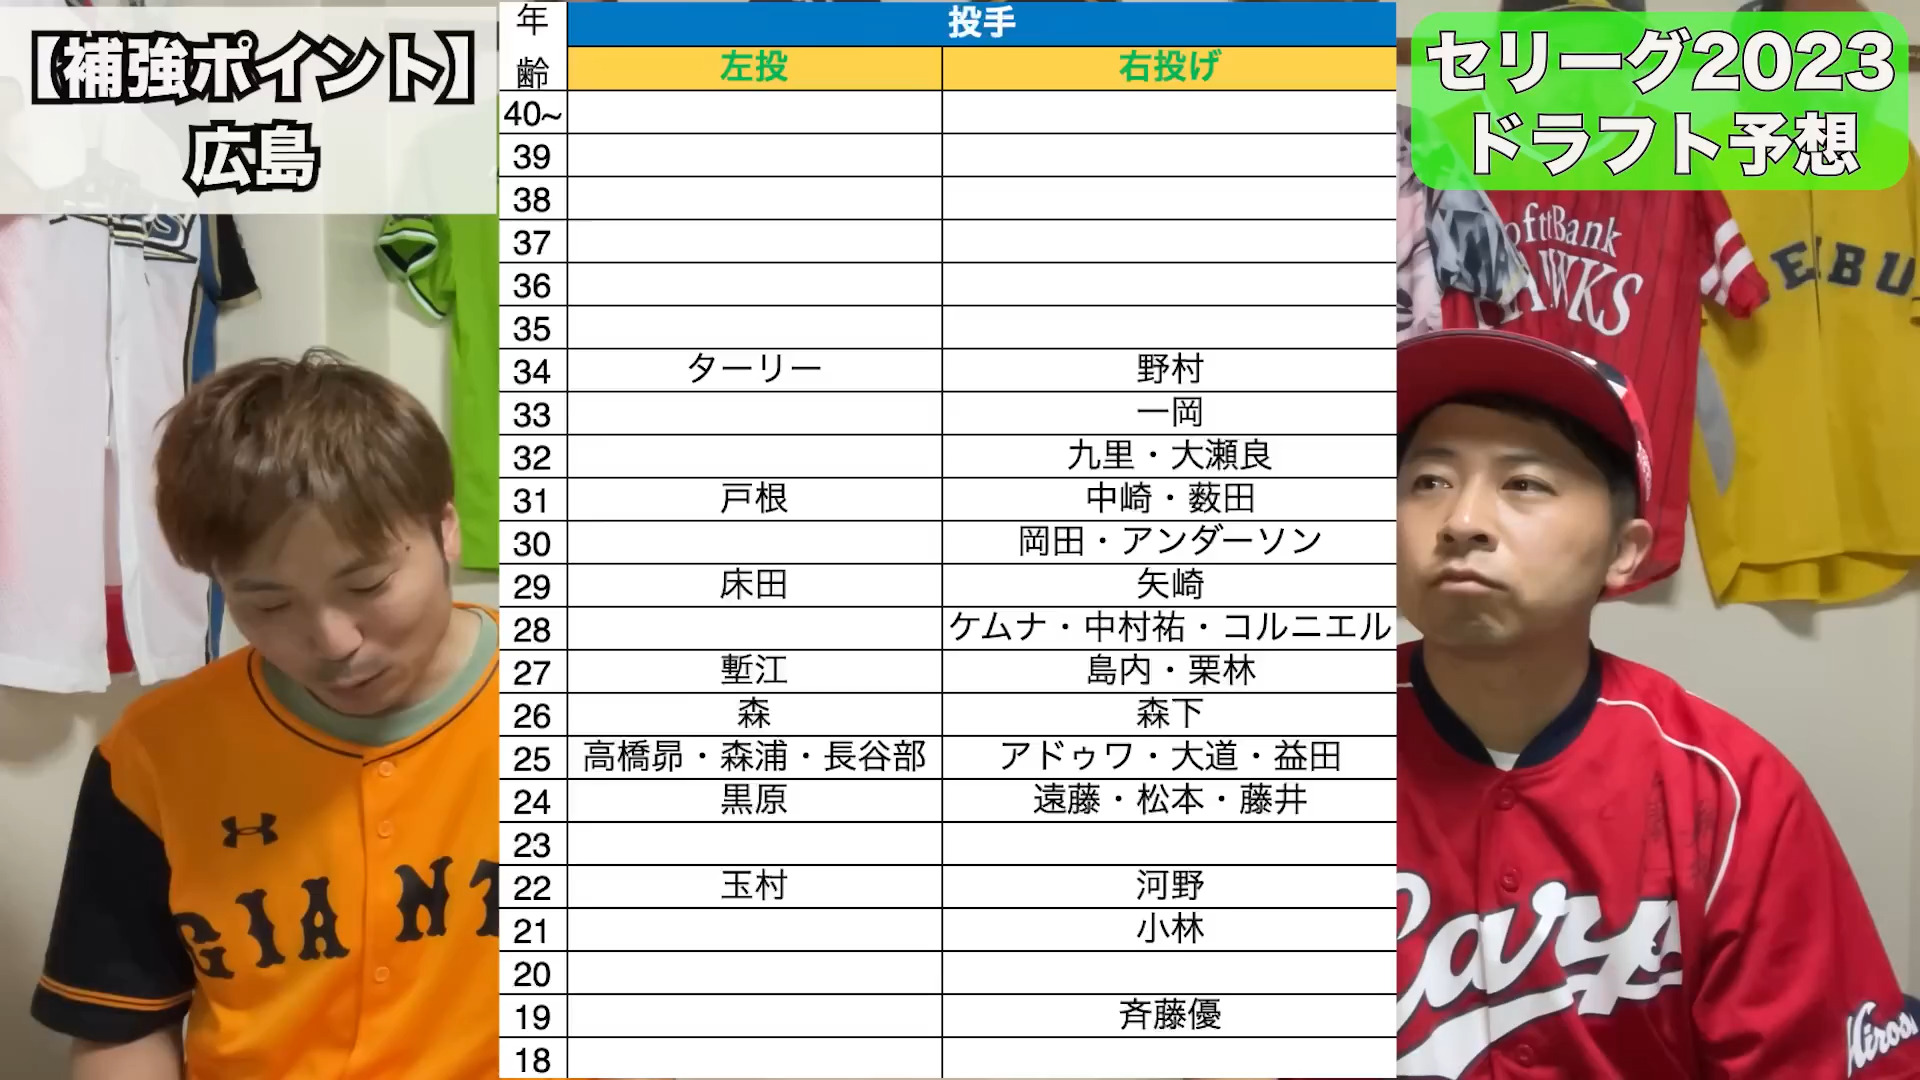 【補強ポイント】
広島
セリーグ2023
ドラフト予想
年齢 投手
左投 右投げ
40~
39
38
37
36
35
34 ターリー 野村
33 一岡
32 九里・大瀬良
31 戸根 中崎・薮田
30 岡田・アンダーソン
29 床田 矢崎
28 ケムナ・中村祐・コルニエル
27 塹江 島内・栗林
26 森 森下
25 高橋昴・森浦・長谷部 アドゥワ・大道・益田
24 黒原 遠藤・松本・藤井
23
22 玉村 河野
21 小林
20
19 斉藤優
18
GIANT
oftBank
HAWKS
EIBU
Carp
Hiros